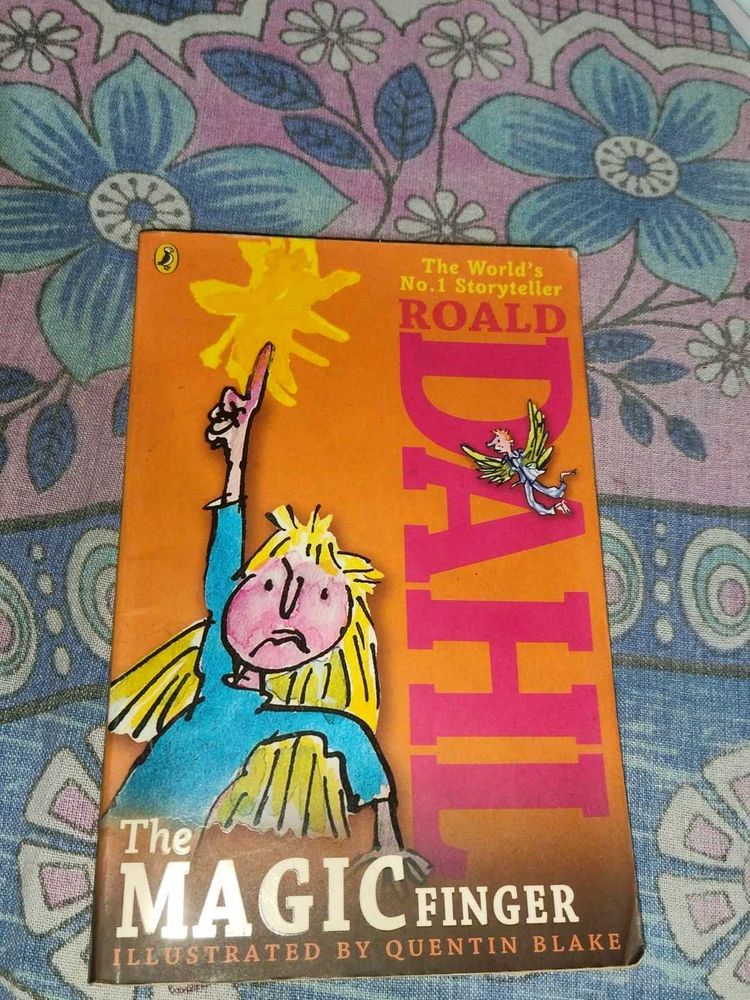 The World's
No.1 Storyteller
ROALD
DAHL
The
MAGIC FINGER
ILLUSTRATED BY QUENTIN BLAKE